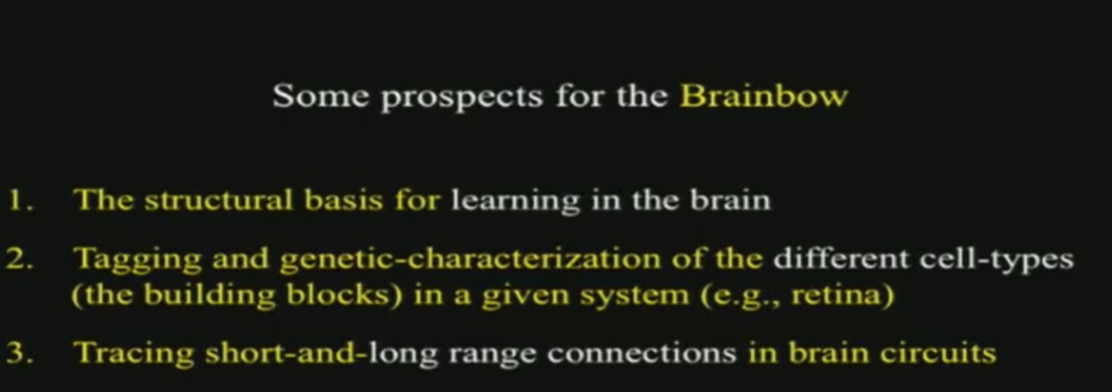 Some prospects for the Brainbow
1. The structural basis for learning in the brain
2. Tagging and genetic-characterization of the different cell-types
(the building blocks) in a given system (e.g., retina)
3. Tracing short-and-long range connections in brain circuits